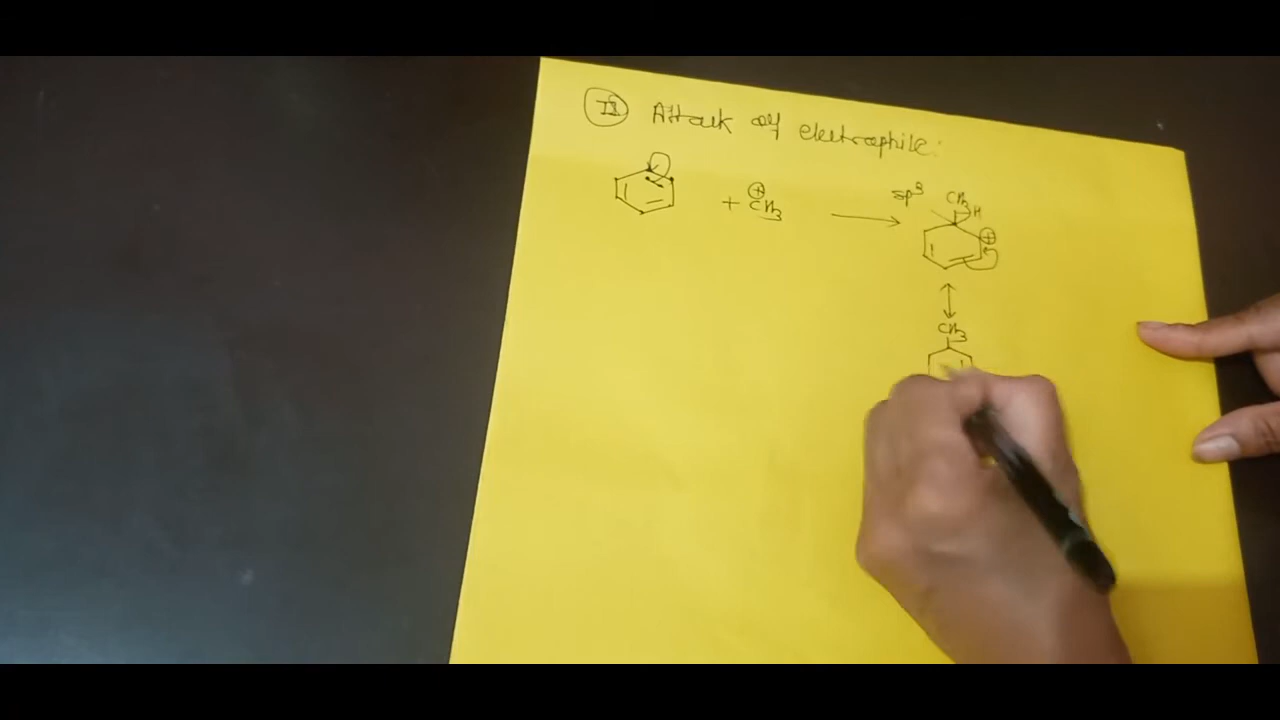 II Attack of electrophile:
+ ⊕CH3 → sp3 CH3 H ⊕
CH3